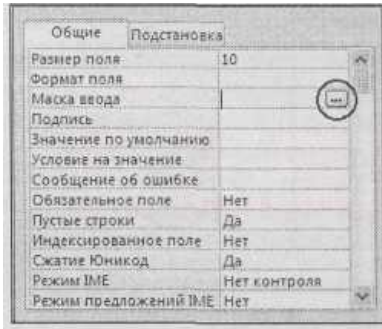 Общие Подстановка
Размер поля 10
Формат поля
Маска ввода ...
Подпись
Значение по умолчанию
Условие на значение
Сообщение об ошибке
Обязательное поле Нет
Пустые строки Да
Индексированное поле Нет
Сжатие Юникод Да
Режим IME Нет контроля
Режим предложений IME Нет